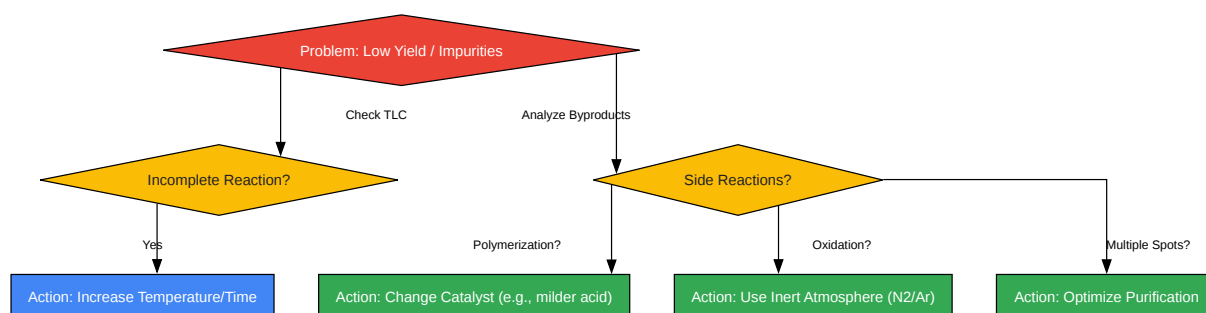 Problem: Low Yield / Impurities
Check TLC
Analyze Byproducts
Incomplete Reaction?
Side Reactions?
Yes
Polymerization?
Oxidation?
Multiple Spots?
Action: Increase Temperature/Time
Action: Change Catalyst (e.g., milder acid)
Action: Use Inert Atmosphere (N2/Ar)
Action: Optimize Purification